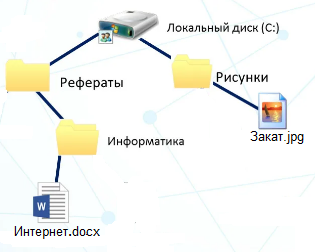 Локальный диск (C:)
Рефераты
Рисунки
Закат.jpg
Информатика
Интернет.docx